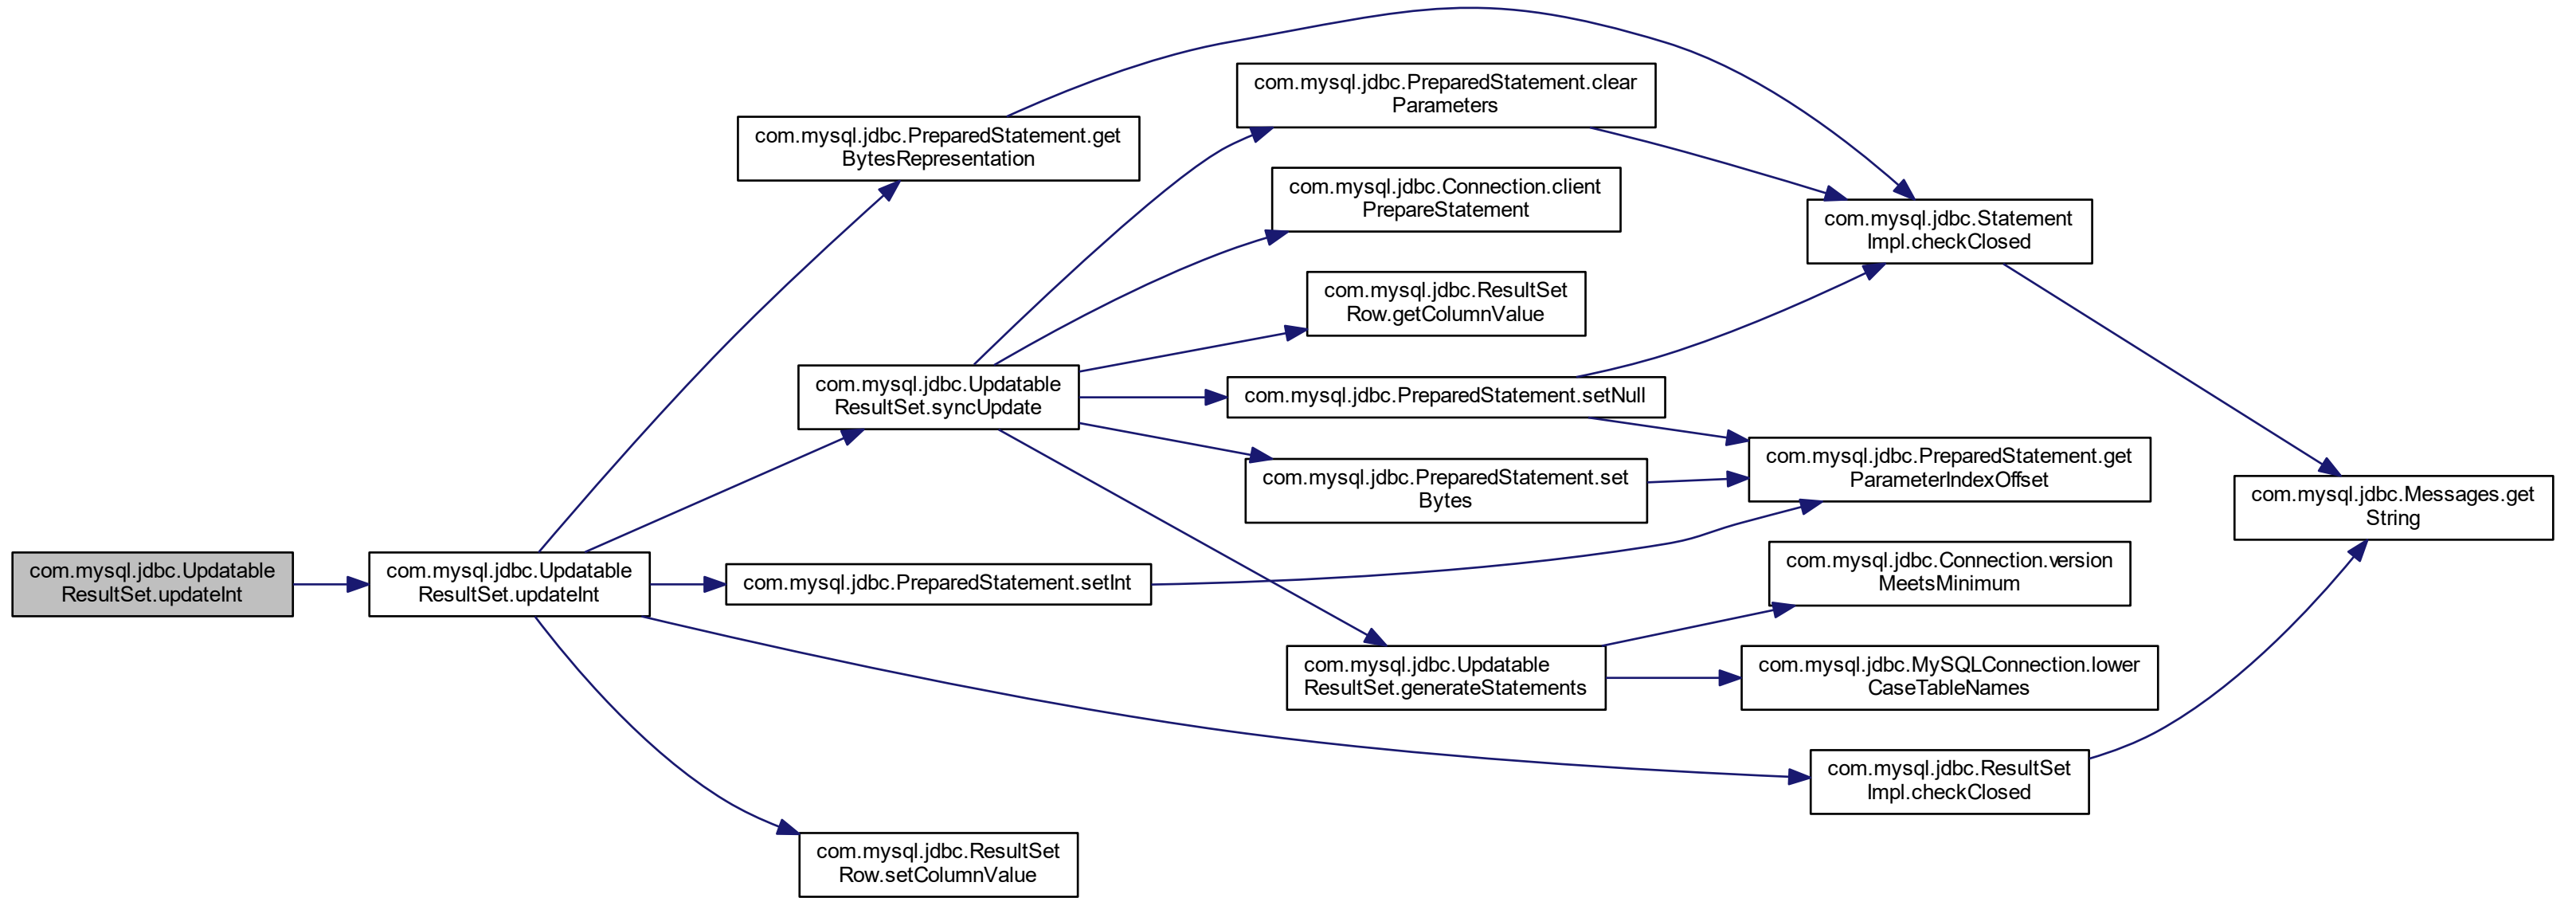 com.mysql.jdbc.Updatable
ResultSet.updateInt
com.mysql.jdbc.Updatable
ResultSet.updateInt
com.mysql.jdbc.PreparedStatement.get
BytesRepresentation
com.mysql.jdbc.Updatable
ResultSet.syncUpdate
com.mysql.jdbc.PreparedStatement.setInt
com.mysql.jdbc.ResultSet
Row.setColumnValue
com.mysql.jdbc.PreparedStatement.clear
Parameters
com.mysql.jdbc.Connection.client
PrepareStatement
com.mysql.jdbc.ResultSet
Row.getColumnValue
com.mysql.jdbc.PreparedStatement.setNull
com.mysql.jdbc.PreparedStatement.set
Bytes
com.mysql.jdbc.Updatable
ResultSet.generateStatements
com.mysql.jdbc.Statement
Impl.checkClosed
com.mysql.jdbc.PreparedStatement.get
ParameterIndexOffset
com.mysql.jdbc.Connection.version
MeetsMinimum
com.mysql.jdbc.MySQLConnection.lower
CaseTableNames
com.mysql.jdbc.ResultSet
Impl.checkClosed
com.mysql.jdbc.Messages.get
String